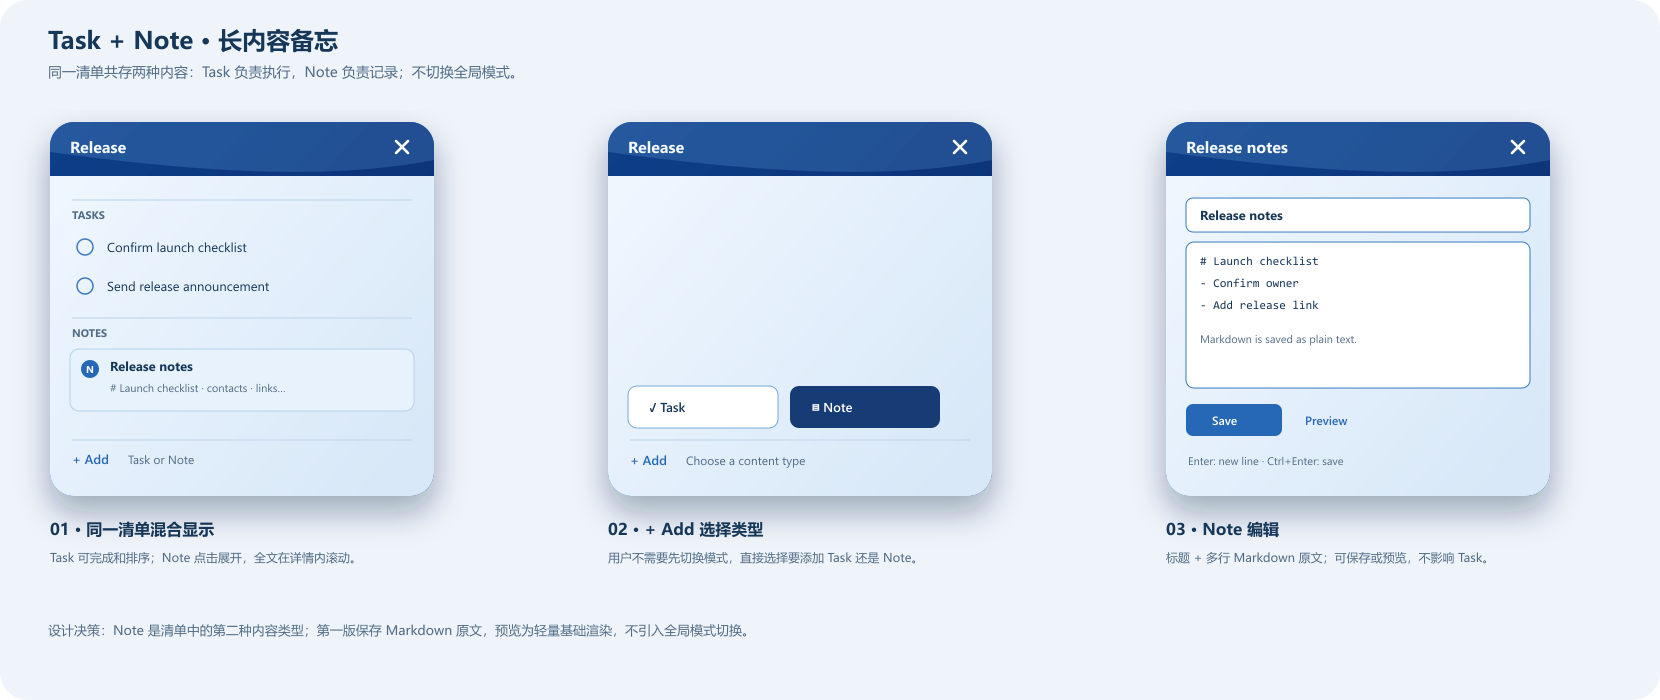 Task + Note • 长内容备忘
同一清单共存两种内容：Task 负责执行，Note 负责记录；不切换全局模式。
Release
TASKS
Confirm launch checklist
Send release announcement
NOTES
N
Release notes
# Launch checklist · contacts · links...
+ Add
Task or Note
01 • 同一清单混合显示
Task 可完成和排序；Note 点击展开，全文在详情内滚动。
Release
✓ Task
Note
+ Add
Choose a content type
02 • + Add 选择类型
用户不需要先切换模式，直接选择要添加 Task 还是 Note。
Release notes
Release notes
# Launch checklist
- Confirm owner
- Add release link
Markdown is saved as plain text.
Save
Preview
Enter: new line · Ctrl+Enter: save
03 • Note 编辑
标题 + 多行 Markdown 原文；可保存或预览，不影响 Task。
设计决策：Note 是清单中的第二种内容类型；第一版保存 Markdown 原文，预览为轻量基础渲染，不引入全局模式切换。